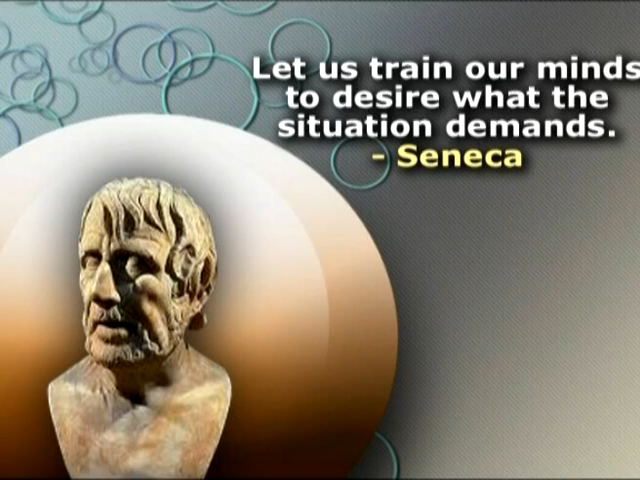 Let us train our minds
to desire what the
situation demands.
- Seneca